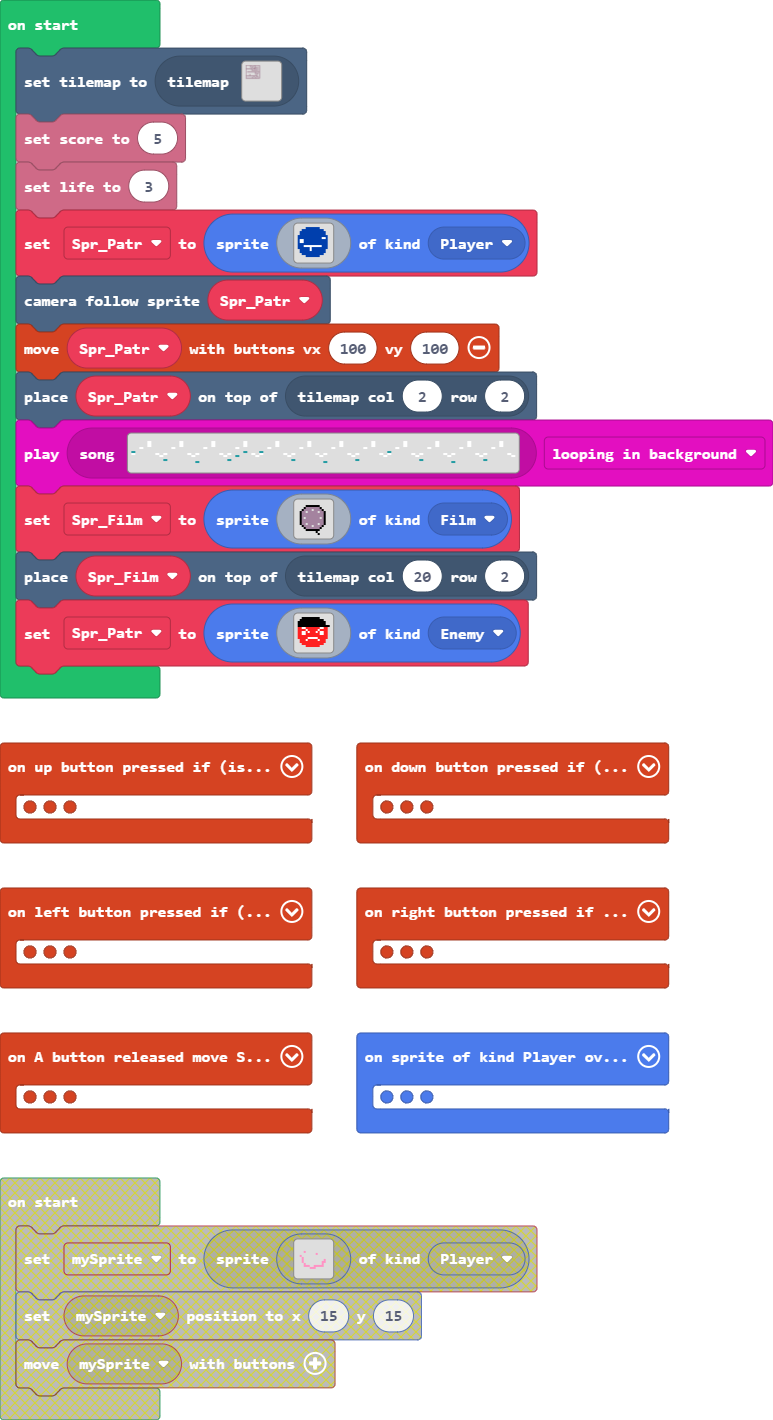 on start
set tilemap to tilemap
set score to 5
set life to 3
set Spr_Patr to sprite of kind Player
camera follow sprite Spr_Patr
move Spr_Patr with buttons vx 100 vy 100
place Spr_Patr on top of tilemap col 2 row 2
play song looping in background
set Spr_Film to sprite of kind Film
place Spr_Film on top of tilemap col 20 row 2
set Spr_Patr to sprite of kind Enemy
on up button pressed if (is...
on down button pressed if (...
on left button pressed if (...
on right button pressed if ...
on A button released move S...
on sprite of kind Player ov...
on start
set mySprite to sprite of kind Player
set mySprite position to x 15 y 15
move mySprite with buttons